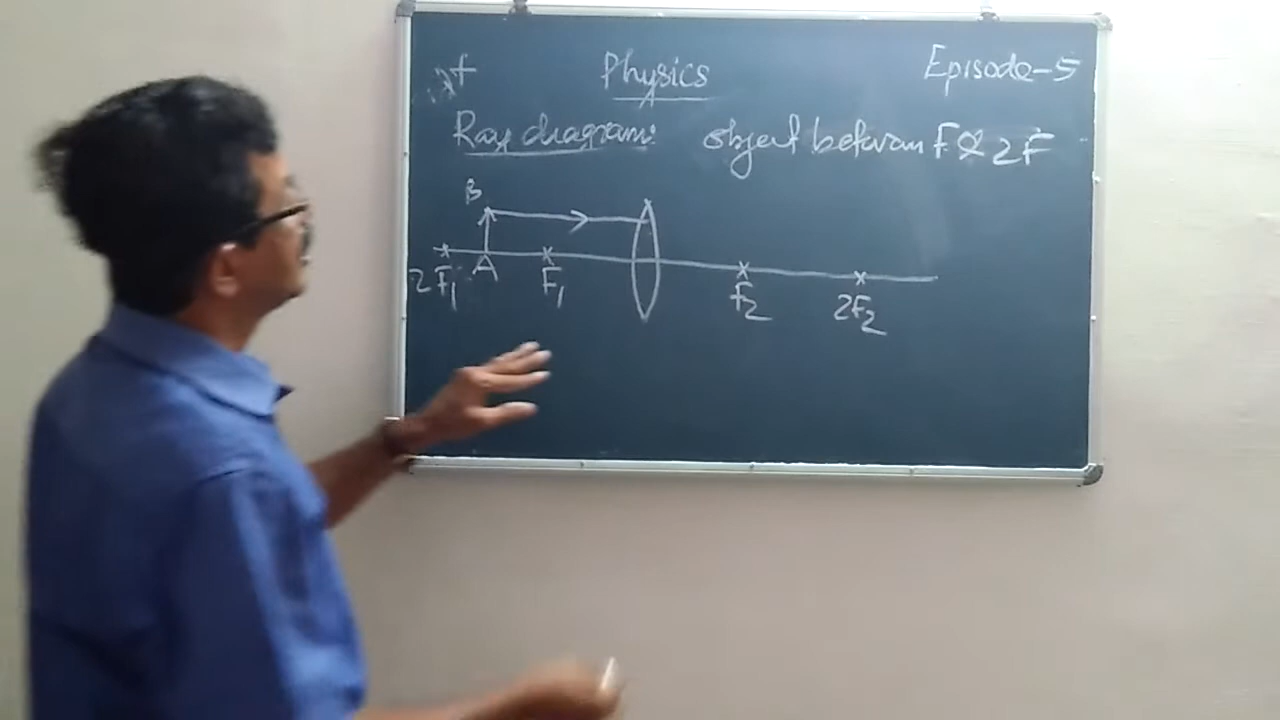 Physics
Episode-5
Ray diagram: object between F & 2F
B
2F₁ A F₁
F₂ 2F₂